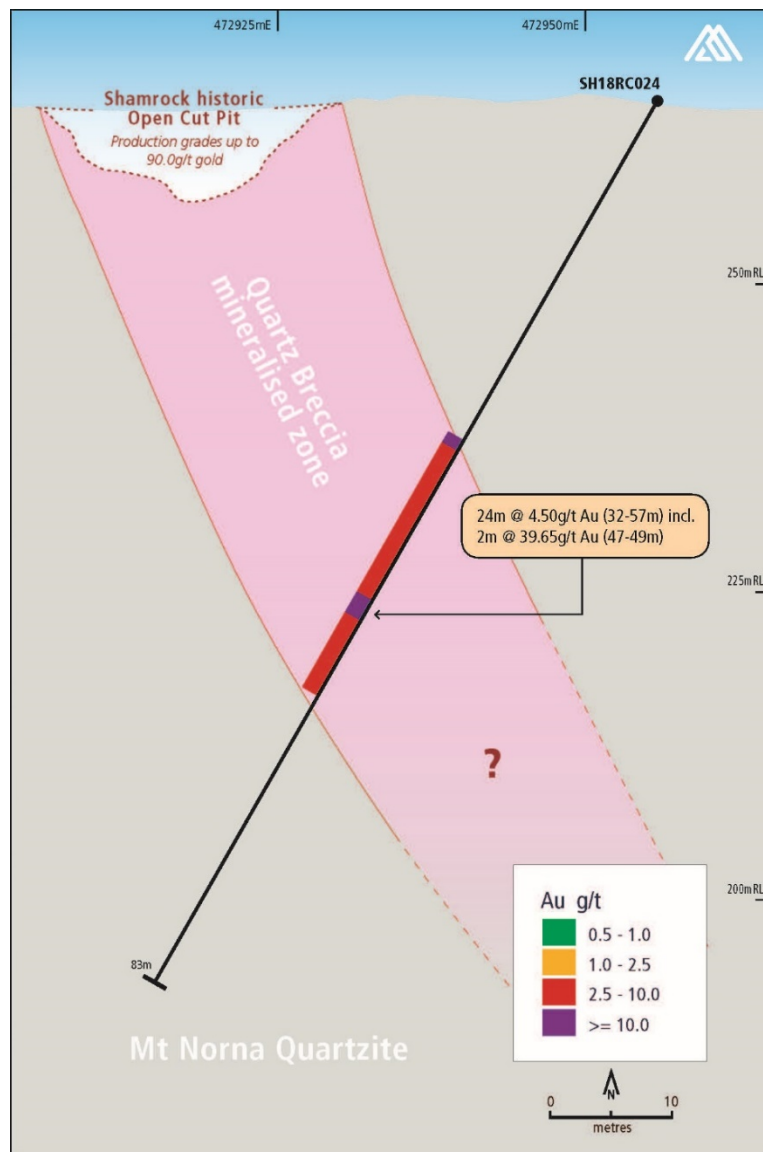 472925mE
472950mE
SH18RC024
Shamrock historic
Open Cut Pit
Production grades up to
90.0g/t gold
250mRL
Quartz Breccia
mineralised zone
24m @ 4.50g/t Au (32-57m) incl.
2m @ 39.65g/t Au (47-49m)
225mRL
?
200mRL
Au g/t
0.5 - 1.0
1.0 - 2.5
2.5 - 10.0
>= 10.0
83m
Mt Norna Quartzite
N
0 10
metres